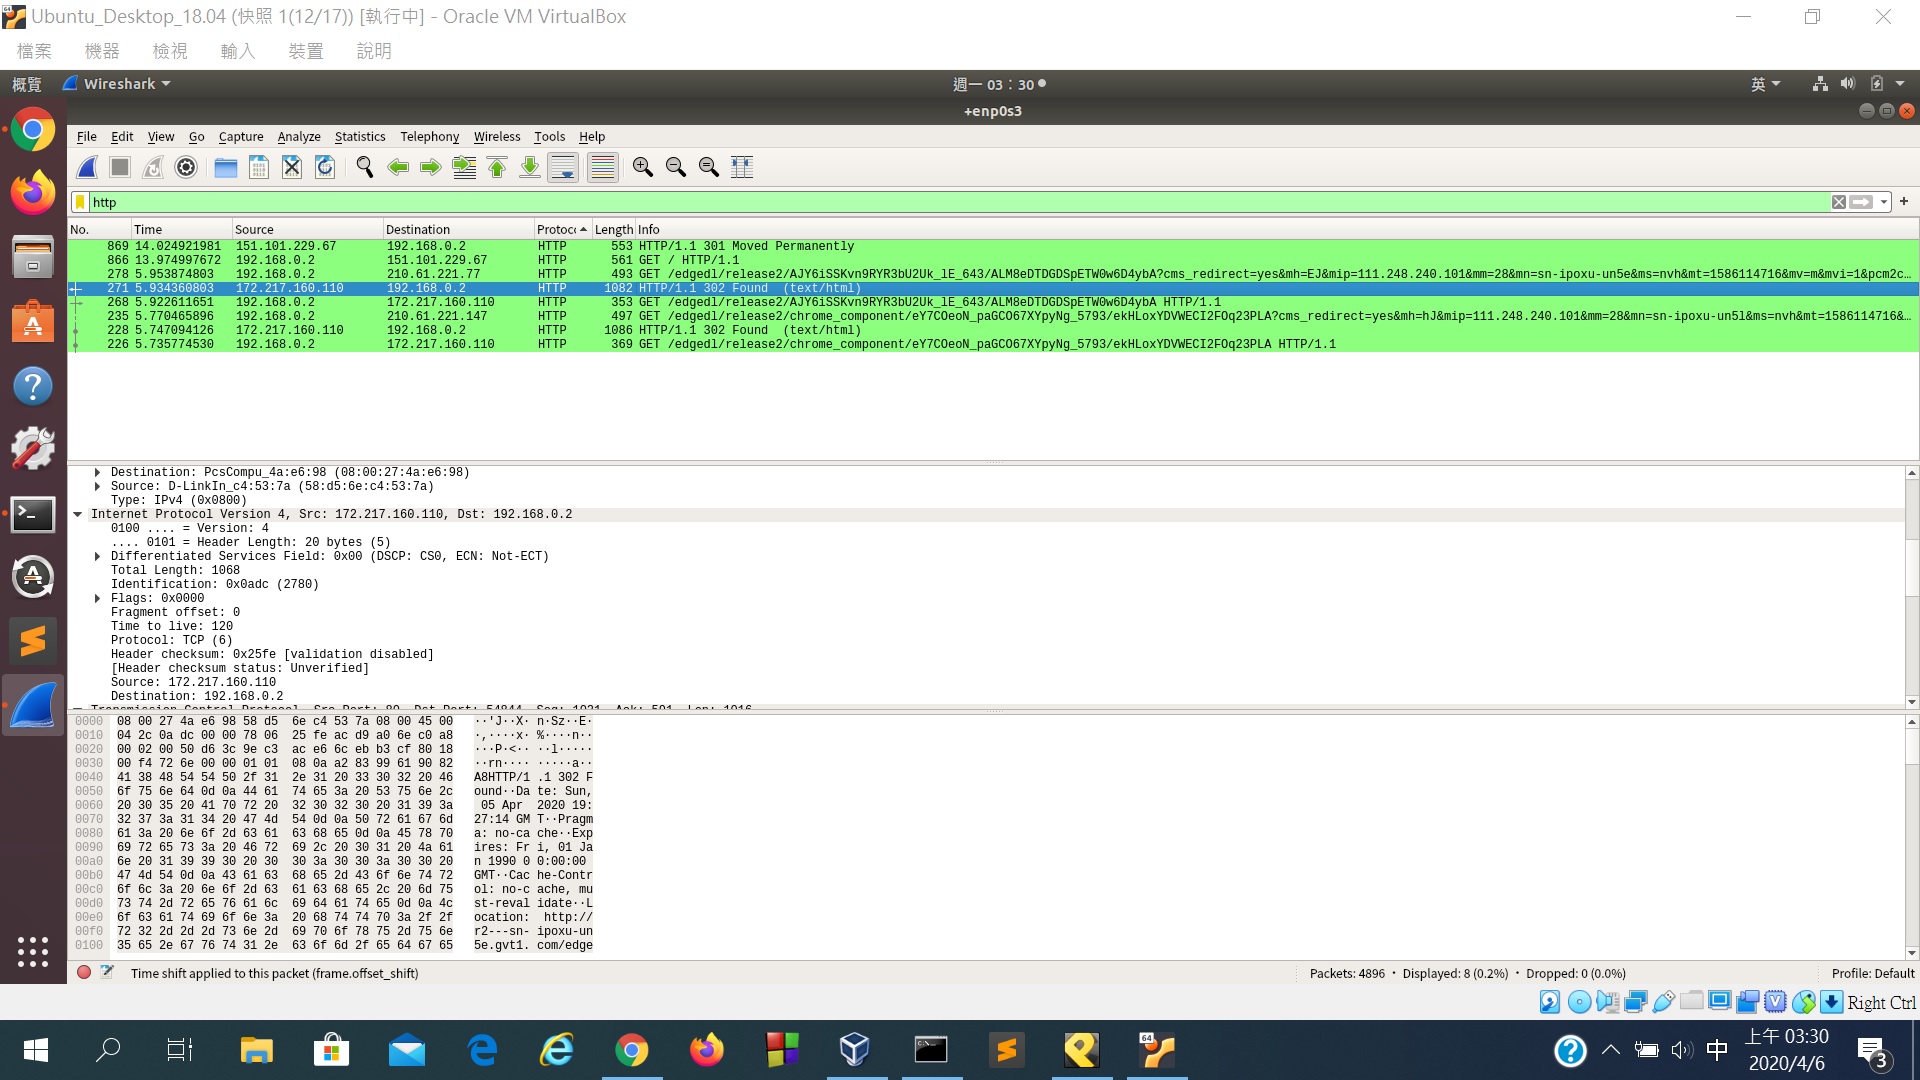 Ubuntu_Desktop_18.04 (快照 1(12/17)) [執行中] - Oracle VM VirtualBox
檔案 機器 檢視 輸入 裝置 說明
概覽 Wireshark 週一 03：30 英
+enp0s3
File Edit View Go Capture Analyze Statistics Telephony Wireless Tools Help
http
No. Time Source Destination Protoc Length Info
869 14.024921981 151.101.229.67 192.168.0.2 HTTP 553 HTTP/1.1 301 Moved Permanently
866 13.974997672 192.168.0.2 151.101.229.67 HTTP 561 GET / HTTP/1.1
278 5.953874803 192.168.0.2 210.61.221.77 HTTP 493 GET /edgedl/release2/AJY6iSSKvn9RYR3bU2Uk_lE_643/ALM8eDTDGDSpETW0w6D4ybA?cms_redirect=yes&mh=EJ&mip=111.248.240.101&mm=28&mn=sn-ipoxu-un5e&ms=nvh&mt=1586114716&mv=m&mvi=1&pcm2c…
271 5.934360803 172.217.160.110 192.168.0.2 HTTP 1082 HTTP/1.1 302 Found (text/html)
268 5.922611651 192.168.0.2 172.217.160.110 HTTP 353 GET /edgedl/release2/AJY6iSSKvn9RYR3bU2Uk_lE_643/ALM8eDTDGDSpETW0w6D4ybA HTTP/1.1
235 5.770465896 192.168.0.2 210.61.221.147 HTTP 497 GET /edgedl/release2/chrome_component/eY7COeoN_paGCO67XYpyNg_5793/ekHLoxYDVWECI2FOq23PLA?cms_redirect=yes&mh=hJ&mip=111.248.240.101&mm=28&mn=sn-ipoxu-un5l&ms=nvh&mt=1586114716&…
228 5.747094126 172.217.160.110 192.168.0.2 HTTP 1086 HTTP/1.1 302 Found (text/html)
226 5.735774530 192.168.0.2 172.217.160.110 HTTP 369 GET /edgedl/release2/chrome_component/eY7COeoN_paGCO67XYpyNg_5793/ekHLoxYDVWECI2FOq23PLA HTTP/1.1
Destination: PcsCompu_4a:e6:98 (08:00:27:4a:e6:98)
Source: D-LinkIn_c4:53:7a (58:d5:6e:c4:53:7a)
Type: IPv4 (0x0800)
Internet Protocol Version 4, Src: 172.217.160.110, Dst: 192.168.0.2
0100 .... = Version: 4
.... 0101 = Header Length: 20 bytes (5)
Differentiated Services Field: 0x00 (DSCP: CS0, ECN: Not-ECT)
Total Length: 1068
Identification: 0x0adc (2780)
Flags: 0x0000
Fragment offset: 0
Time to live: 120
Protocol: TCP (6)
Header checksum: 0x25fe [validation disabled]
[Header checksum status: Unverified]
Source: 172.217.160.110
Destination: 192.168.0.2
0000 08 00 27 4a e6 98 58 d5 6e c4 53 7a 08 00 45 00 ··'J··X· n·Sz··E·
0010 04 2c 0a dc 00 00 78 06 25 fe ac d9 a0 6e c0 a8 ·,····x· %····n··
0020 00 02 00 50 d6 3c 9e c3 ac e6 6c eb b3 cf 80 18 ···P·<·· ··l·····
0030 00 f4 72 6e 00 00 01 01 08 0a a2 83 99 61 90 82 ··rn···· ·····a··
0040 41 38 48 54 54 50 2f 31 2e 31 20 33 30 32 20 46 A8HTTP/1 .1 302 F
0050 6f 75 6e 64 0d 0a 44 61 74 65 3a 20 53 75 6e 2c ound··Da te: Sun,
0060 20 30 35 20 41 70 72 20 32 30 32 30 20 31 39 3a 05 Apr 2020 19:
0070 32 37 3a 31 34 20 47 4d 54 0d 0a 50 72 61 67 6d 27:14 GM T··Pragm
0080 61 3a 20 6e 6f 2d 63 61 63 68 65 0d 0a 45 78 70 a: no-ca che··Exp
0090 69 72 65 73 3a 20 46 72 69 2c 20 30 31 20 4a 61 ires: Fr i, 01 Ja
00a0 6e 20 31 39 39 30 20 30 30 3a 30 30 3a 30 30 20 n 1990 0 0:00:00
00b0 47 4d 54 0d 0a 43 61 63 68 65 2d 43 6f 6e 74 72 GMT··Cac he-Contr
00c0 6f 6c 3a 20 6e 6f 2d 63 61 63 68 65 2c 20 6d 75 ol: no-c ache, mu
00d0 73 74 2d 72 65 76 61 6c 69 64 61 74 65 0d 0a 4c st-reval idate··L
00e0 6f 63 61 74 69 6f 6e 3a 20 68 74 74 70 3a 2f 2f ocation: http://
00f0 72 32 2d 2d 2d 73 6e 2d 69 70 6f 78 75 2d 75 6e r2---sn- ipoxu-un
0100 35 65 2e 67 76 74 31 2e 63 6f 6d 2f 65 64 67 65 5e.gvt1. com/edge
Time shift applied to this packet (frame.offset_shift) Packets: 4896 · Displayed: 8 (0.2%) · Dropped: 0 (0.0%) Profile: Default
Right Ctrl
中 上午 03:30
2020/4/6
3